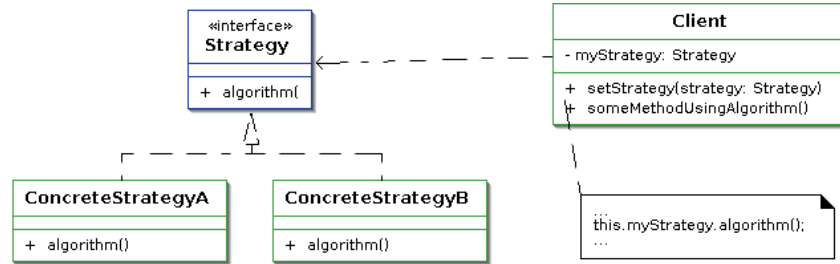 «interface»
Strategy
+ algorithm(
Client
- myStrategy: Strategy
+ setStrategy(strategy: Strategy)
+ someMethodUsingAlgorithm()
ConcreteStrategyA
+ algorithm()
ConcreteStrategyB
+ algorithm()
...
this.myStrategy.algorithm();
...